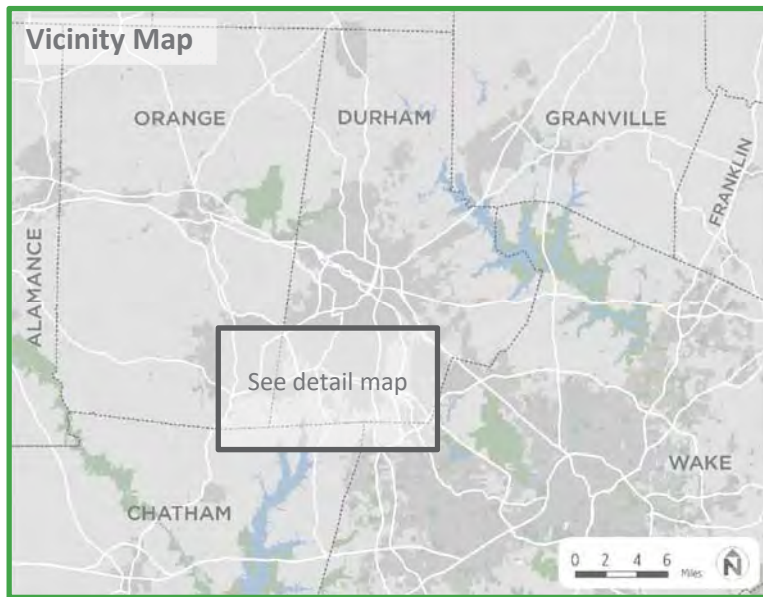 Vicinity Map
ORANGE
DURHAM
GRANVILLE
FRANKLIN
ALAMANCE
See detail map
WAKE
CHATHAM
0 2 4 6 Miles
N